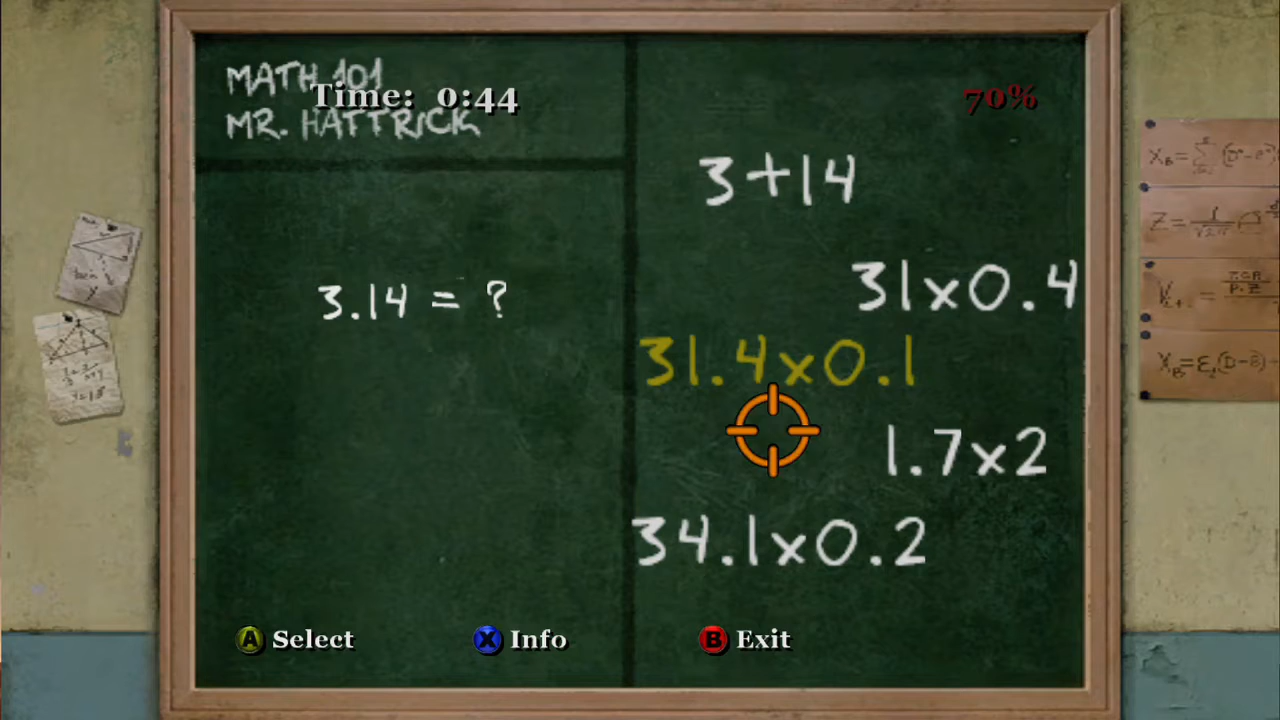 MATH 101
Time: 0:44
70%
MR. HATTRICK
3.14 = ?
3+14
31x0.4
31.4x0.1
1.7x2
34.1x0.2
A Select
X Info
B Exit